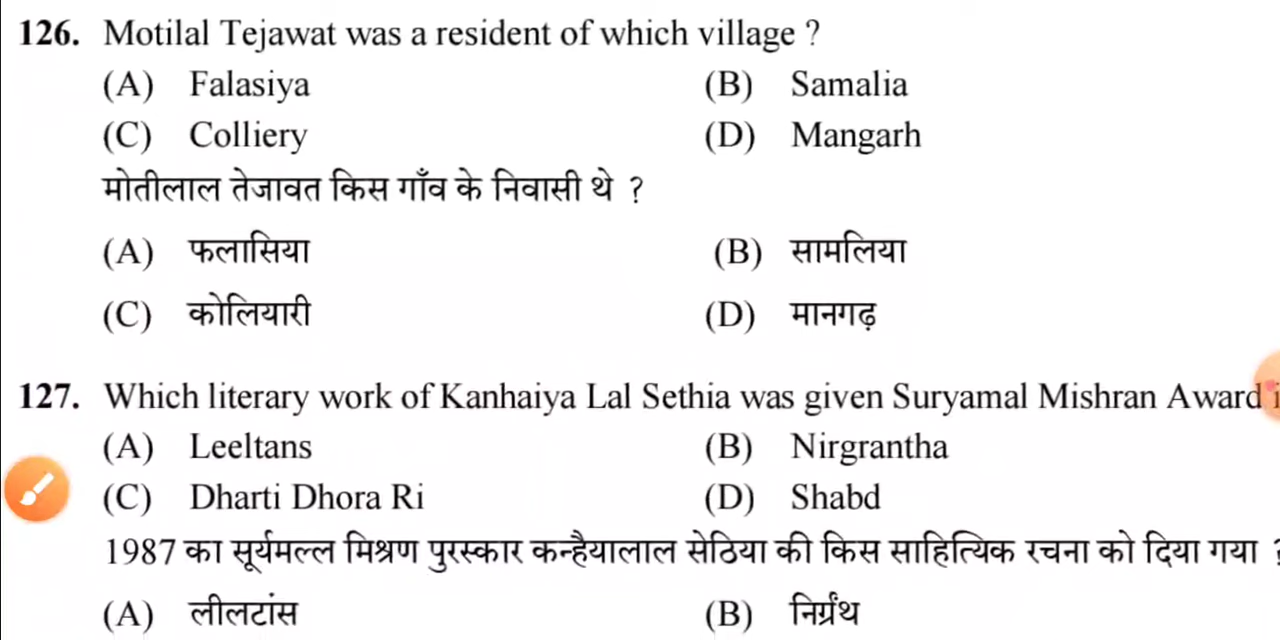 126. Motilal Tejawat was a resident of which village ?
(A) Falasiya (B) Samalia
(C) Colliery (D) Mangarh
मोतीलाल तेजावत किस गाँव के निवासी थे ?
(A) फलासिया (B) सामलिया
(C) कोलियारी (D) मानगढ़
127. Which literary work of Kanhaiya Lal Sethia was given Suryamal Mishran Award
(A) Leeltans (B) Nirgrantha
(C) Dharti Dhora Ri (D) Shabd
1987 का सूर्यमल्ल मिश्रण पुरस्कार कन्हैयालाल सेठिया की किस साहित्यिक रचना को दिया गया ?
(A) लीलटांस (B) निर्ग्रंथ